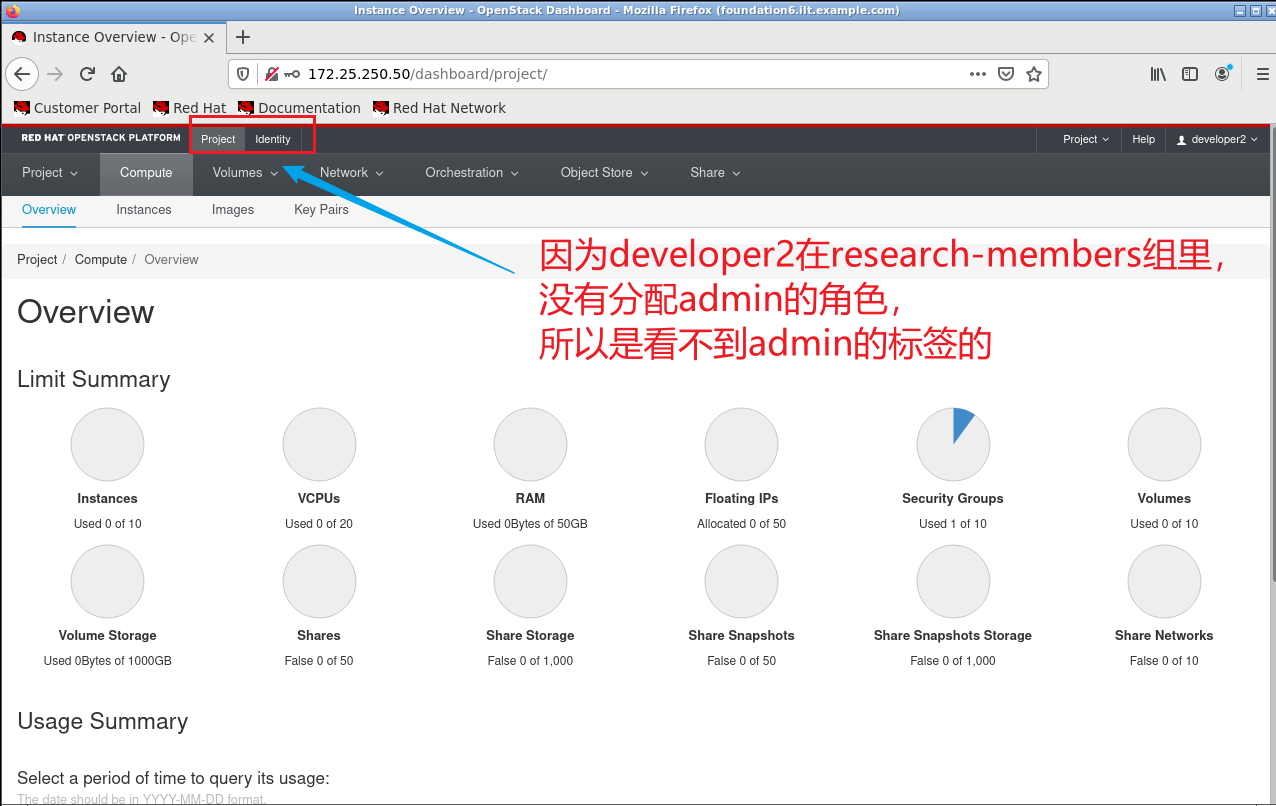 Instance Overview - OpenStack Dashboard - Mozilla Firefox (foundation6.ilt.example.com)
Instance Overview - Ope
172.25.250.50/dashboard/project/
Customer Portal Red Hat Documentation Red Hat Network
RED HAT OPENSTACK PLATFORM Project Identity Project Help developer2
Project Compute Volumes Network Orchestration Object Store Share
Overview Instances Images Key Pairs
Project / Compute / Overview
因为developer2在research-members组里，
没有分配admin的角色，
所以是看不到admin的标签的
Overview
Limit Summary
Instances VCPUs RAM Floating IPs Security Groups Volumes
Used 0 of 10 Used 0 of 20 Used 0Bytes of 50GB Allocated 0 of 50 Used 1 of 10 Used 0 of 10
Volume Storage Shares Share Storage Share Snapshots Share Snapshots Storage Share Networks
Used 0Bytes of 1000GB False 0 of 50 False 0 of 1,000 False 0 of 50 False 0 of 1,000 False 0 of 10
Usage Summary
Select a period of time to query its usage:
The date should be in YYYY-MM-DD format.